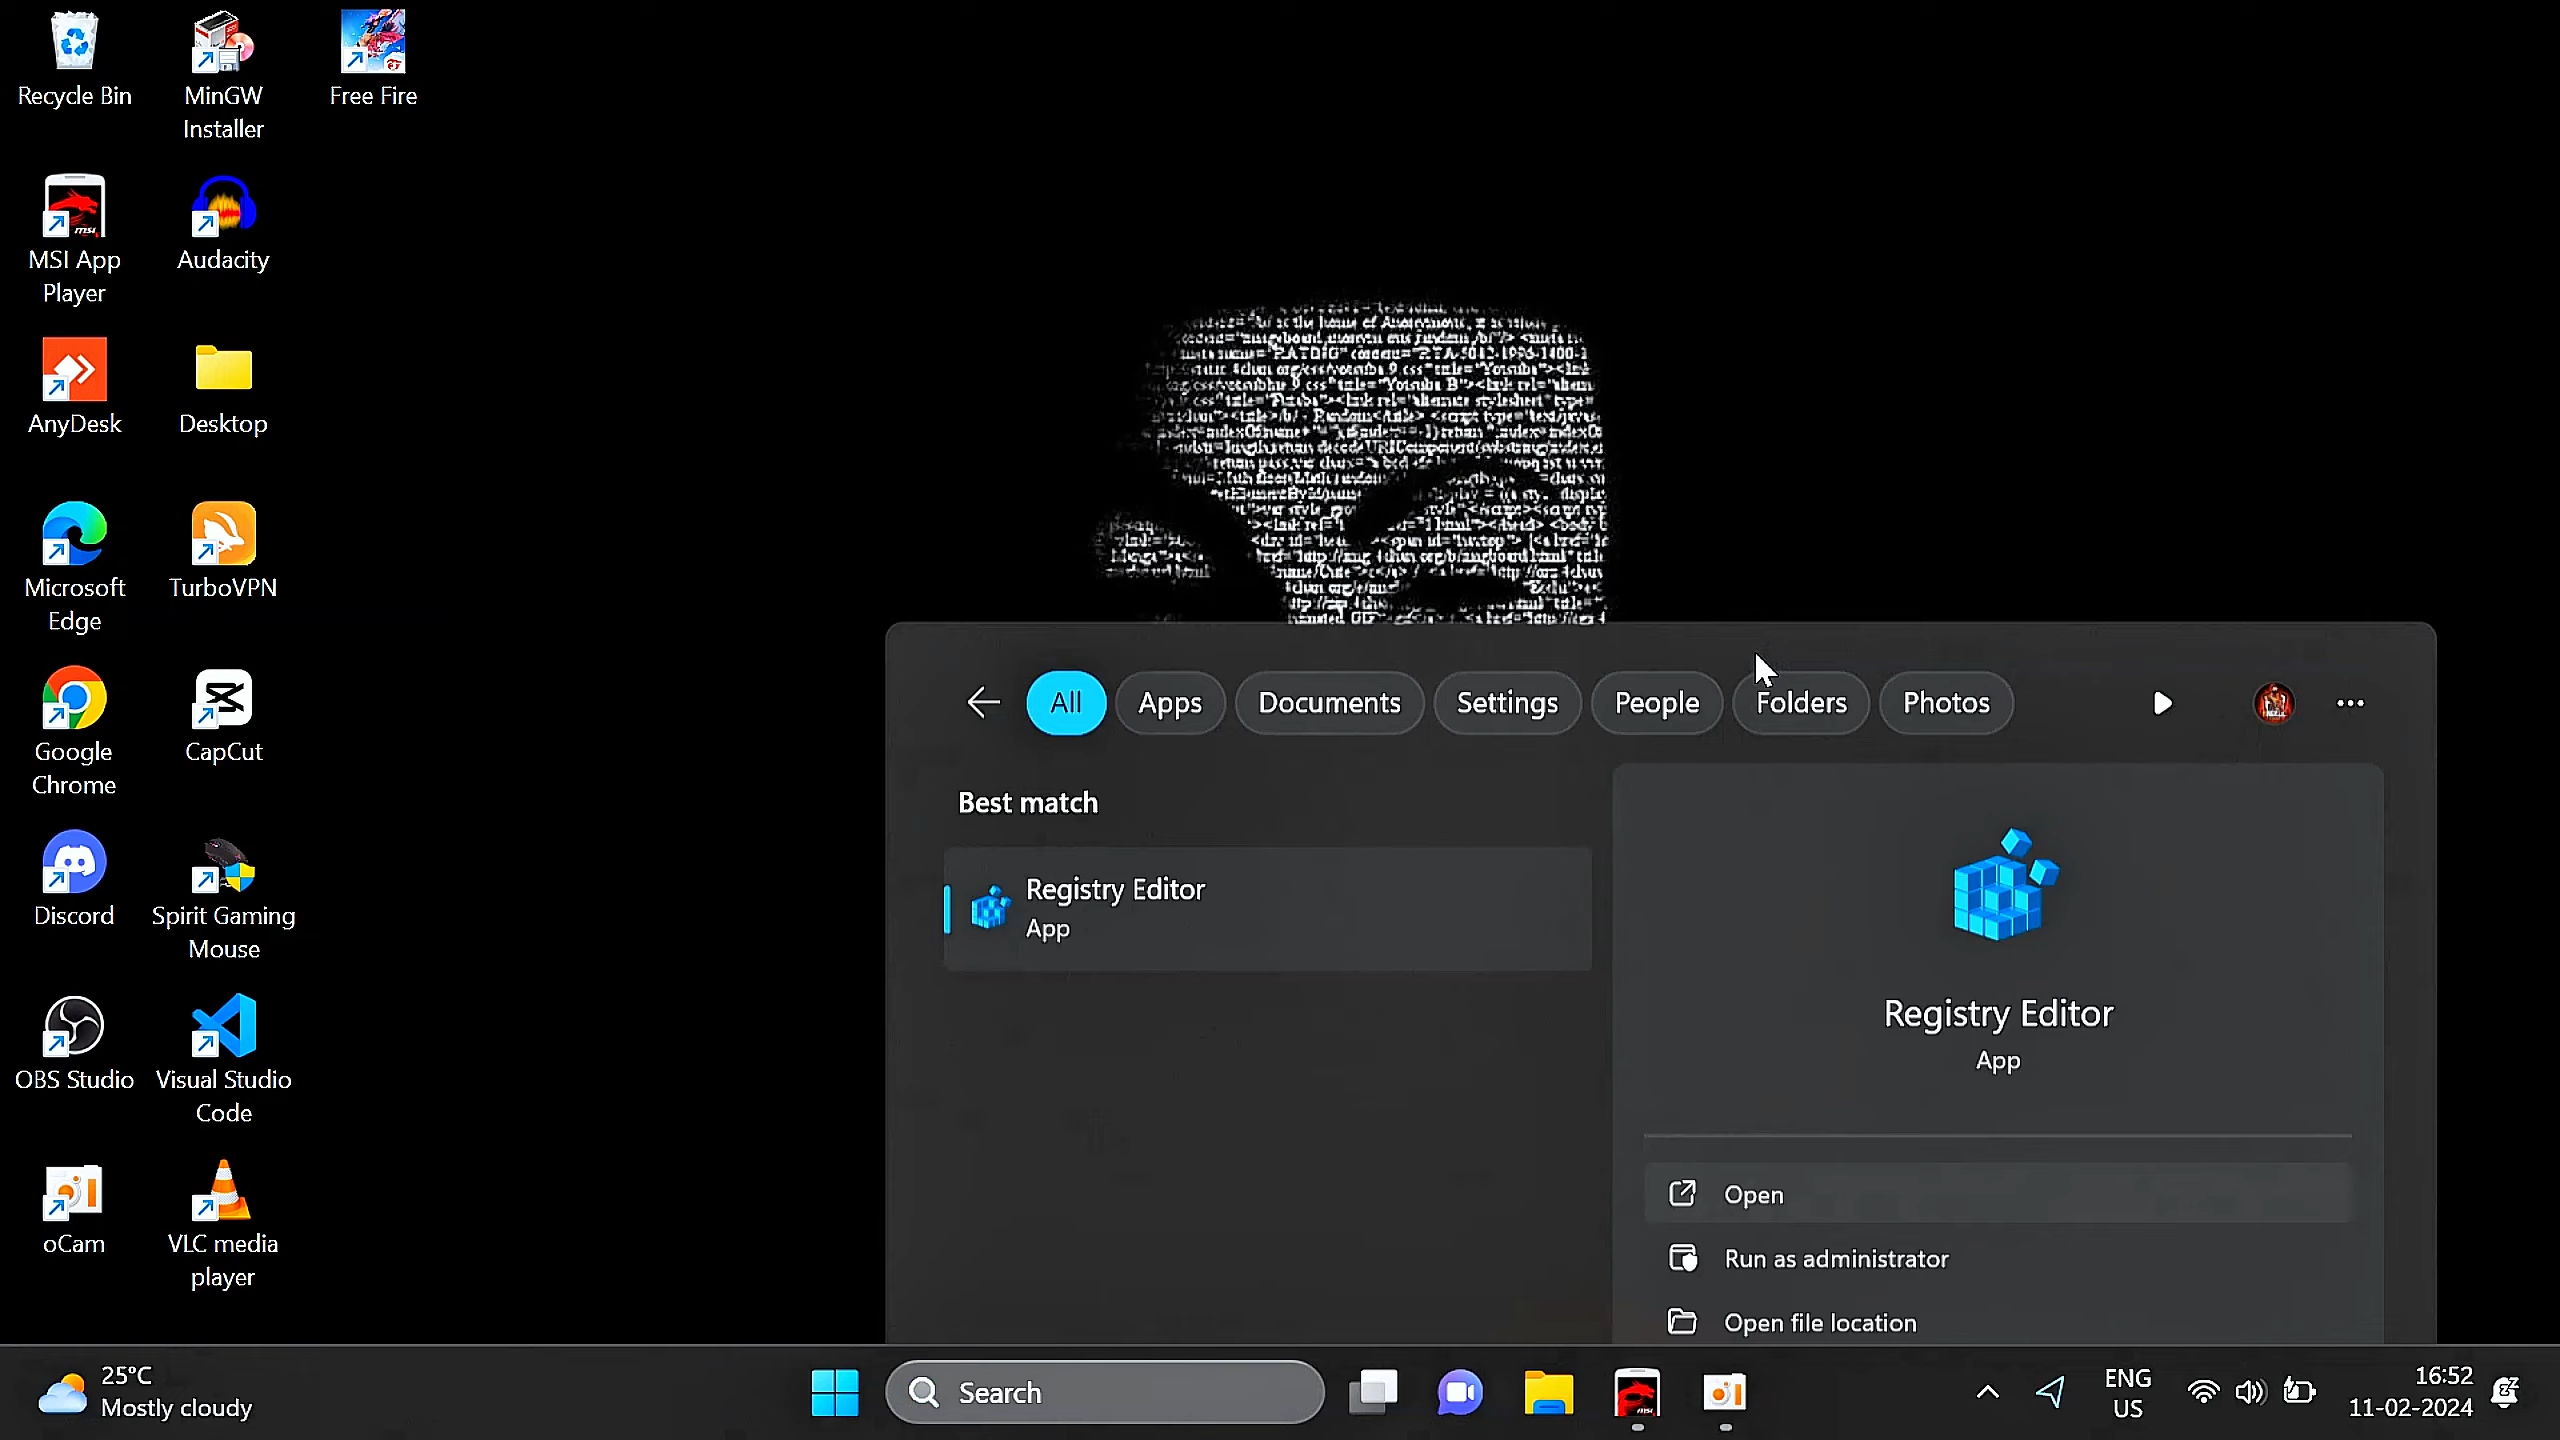 Recycle Bin
MinGW
Installer
Free Fire
MSI App
Player
Audacity
AnyDesk
Desktop
Microsoft
Edge
TurboVPN
Google
Chrome
CapCut
Discord
Spirit Gaming
Mouse
OBS Studio
Visual Studio
Code
oCam
VLC media
player
All
Apps
Documents
Settings
People
Folders
Photos
Best match
Registry Editor
App
Registry Editor
App
Open
Run as administrator
Open file location
25°C
Mostly cloudy
Search
ENG
US
16:52
11-02-2024